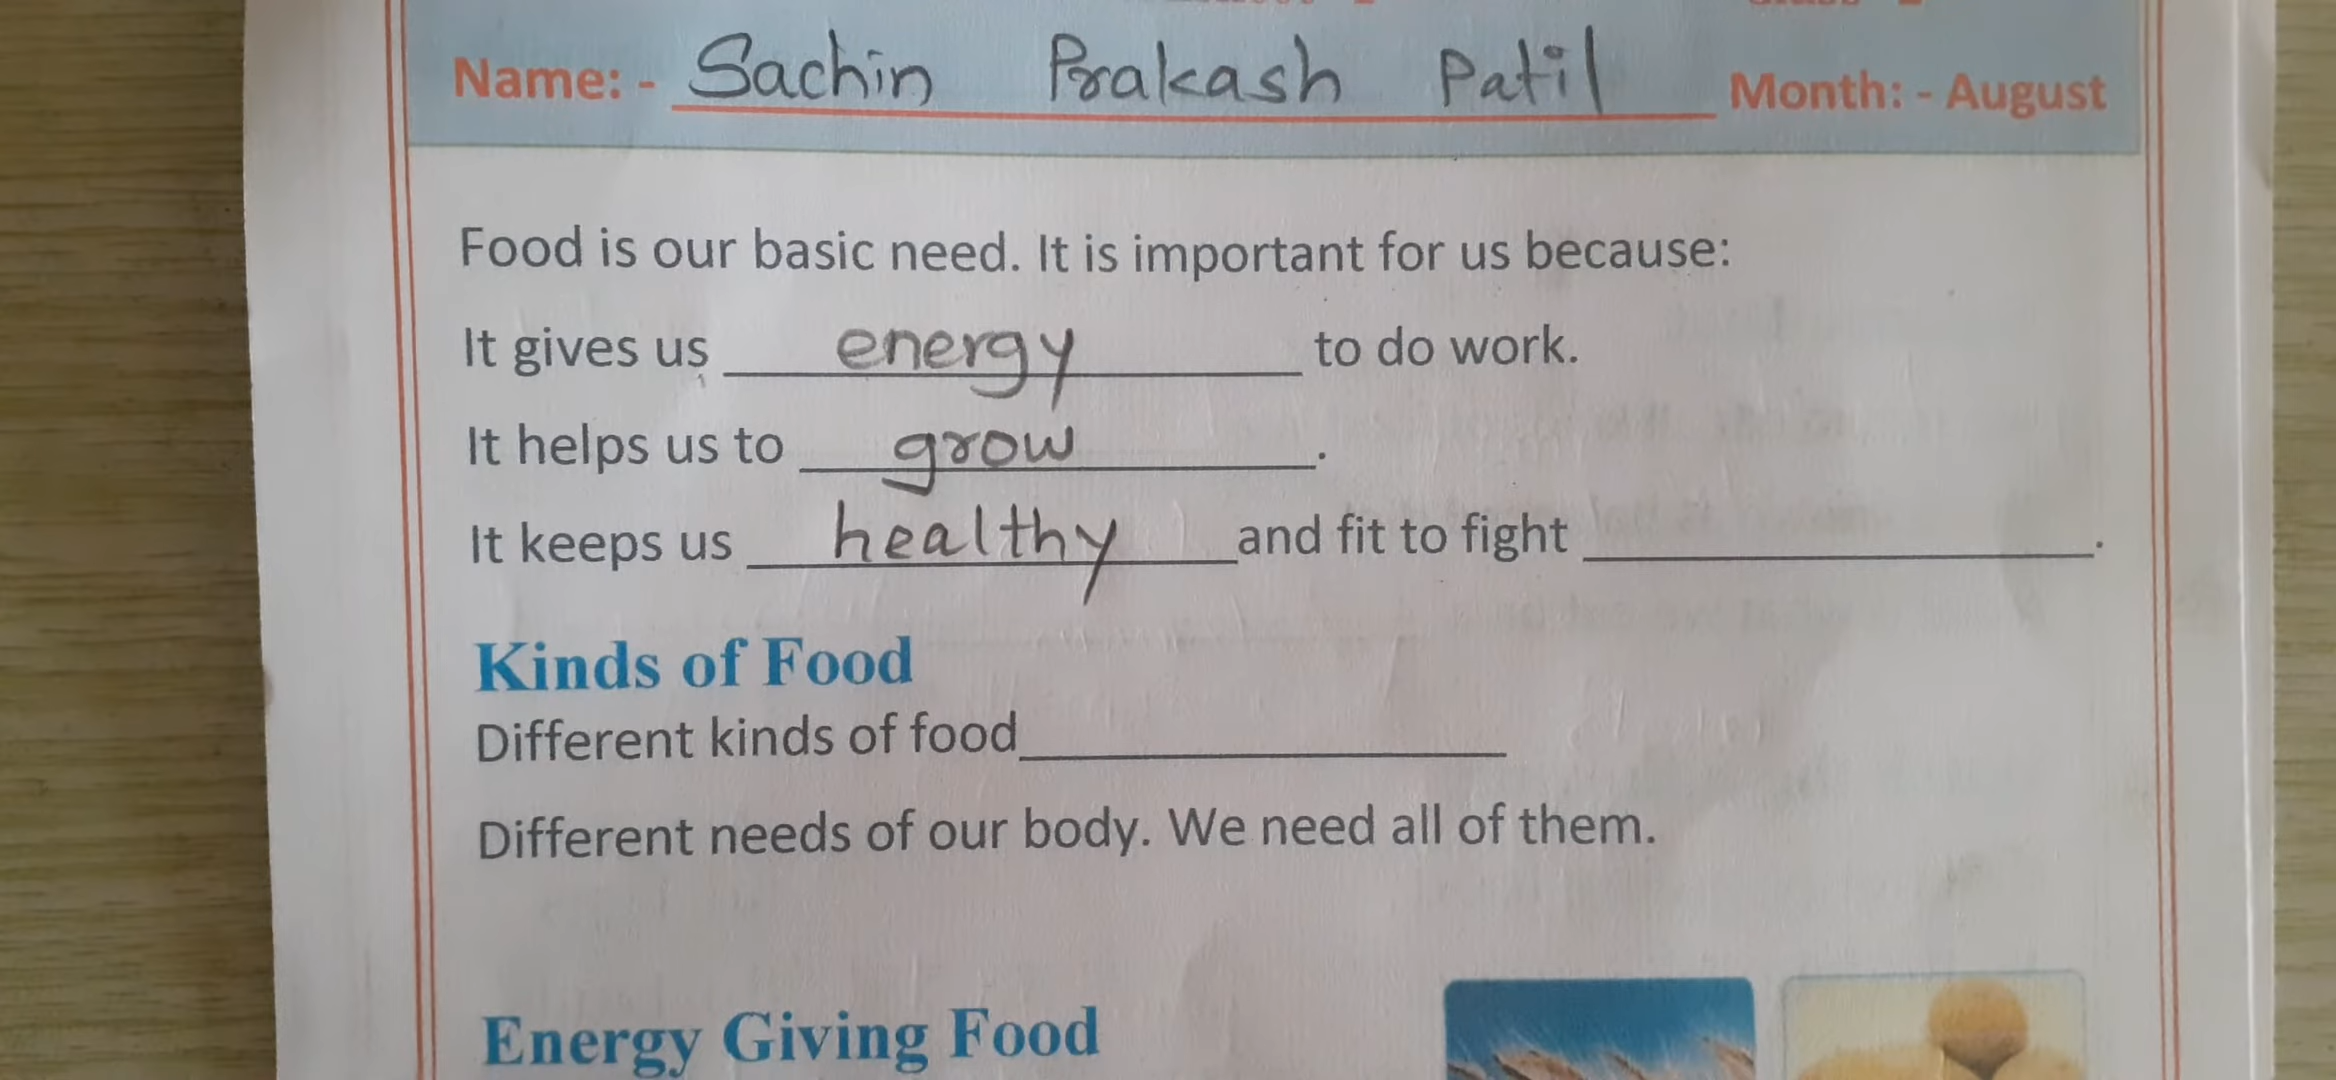 Name: - Sachin Prakash Patil Month: - August
Food is our basic need. It is important for us because:
It gives us energy to do work.
It helps us to grow.
It keeps us healthy and fit to fight ____________.
Kinds of Food
Different kinds of food____________
Different needs of our body. We need all of them.
Energy Giving Food